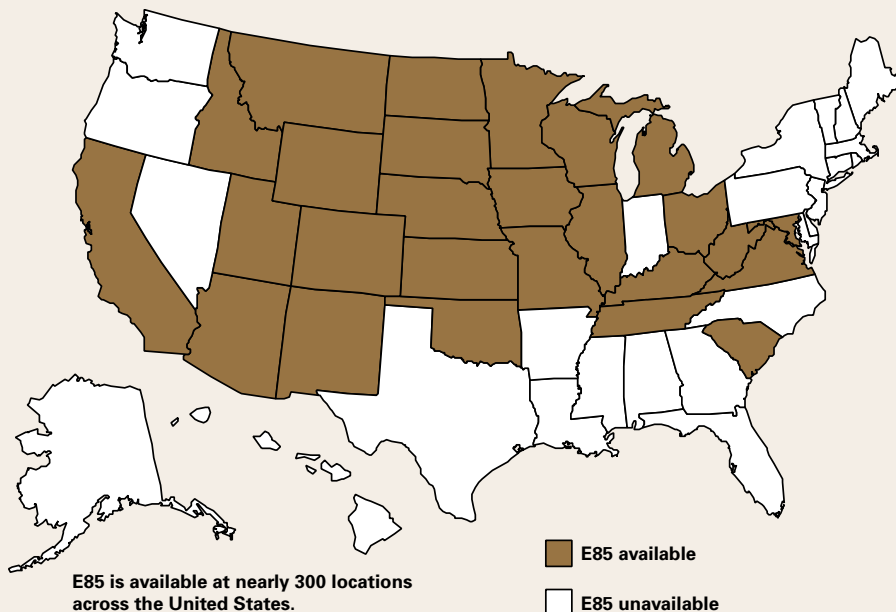 E85 is available at nearly 300 locations
across the United States.
E85 available
E85 unavailable